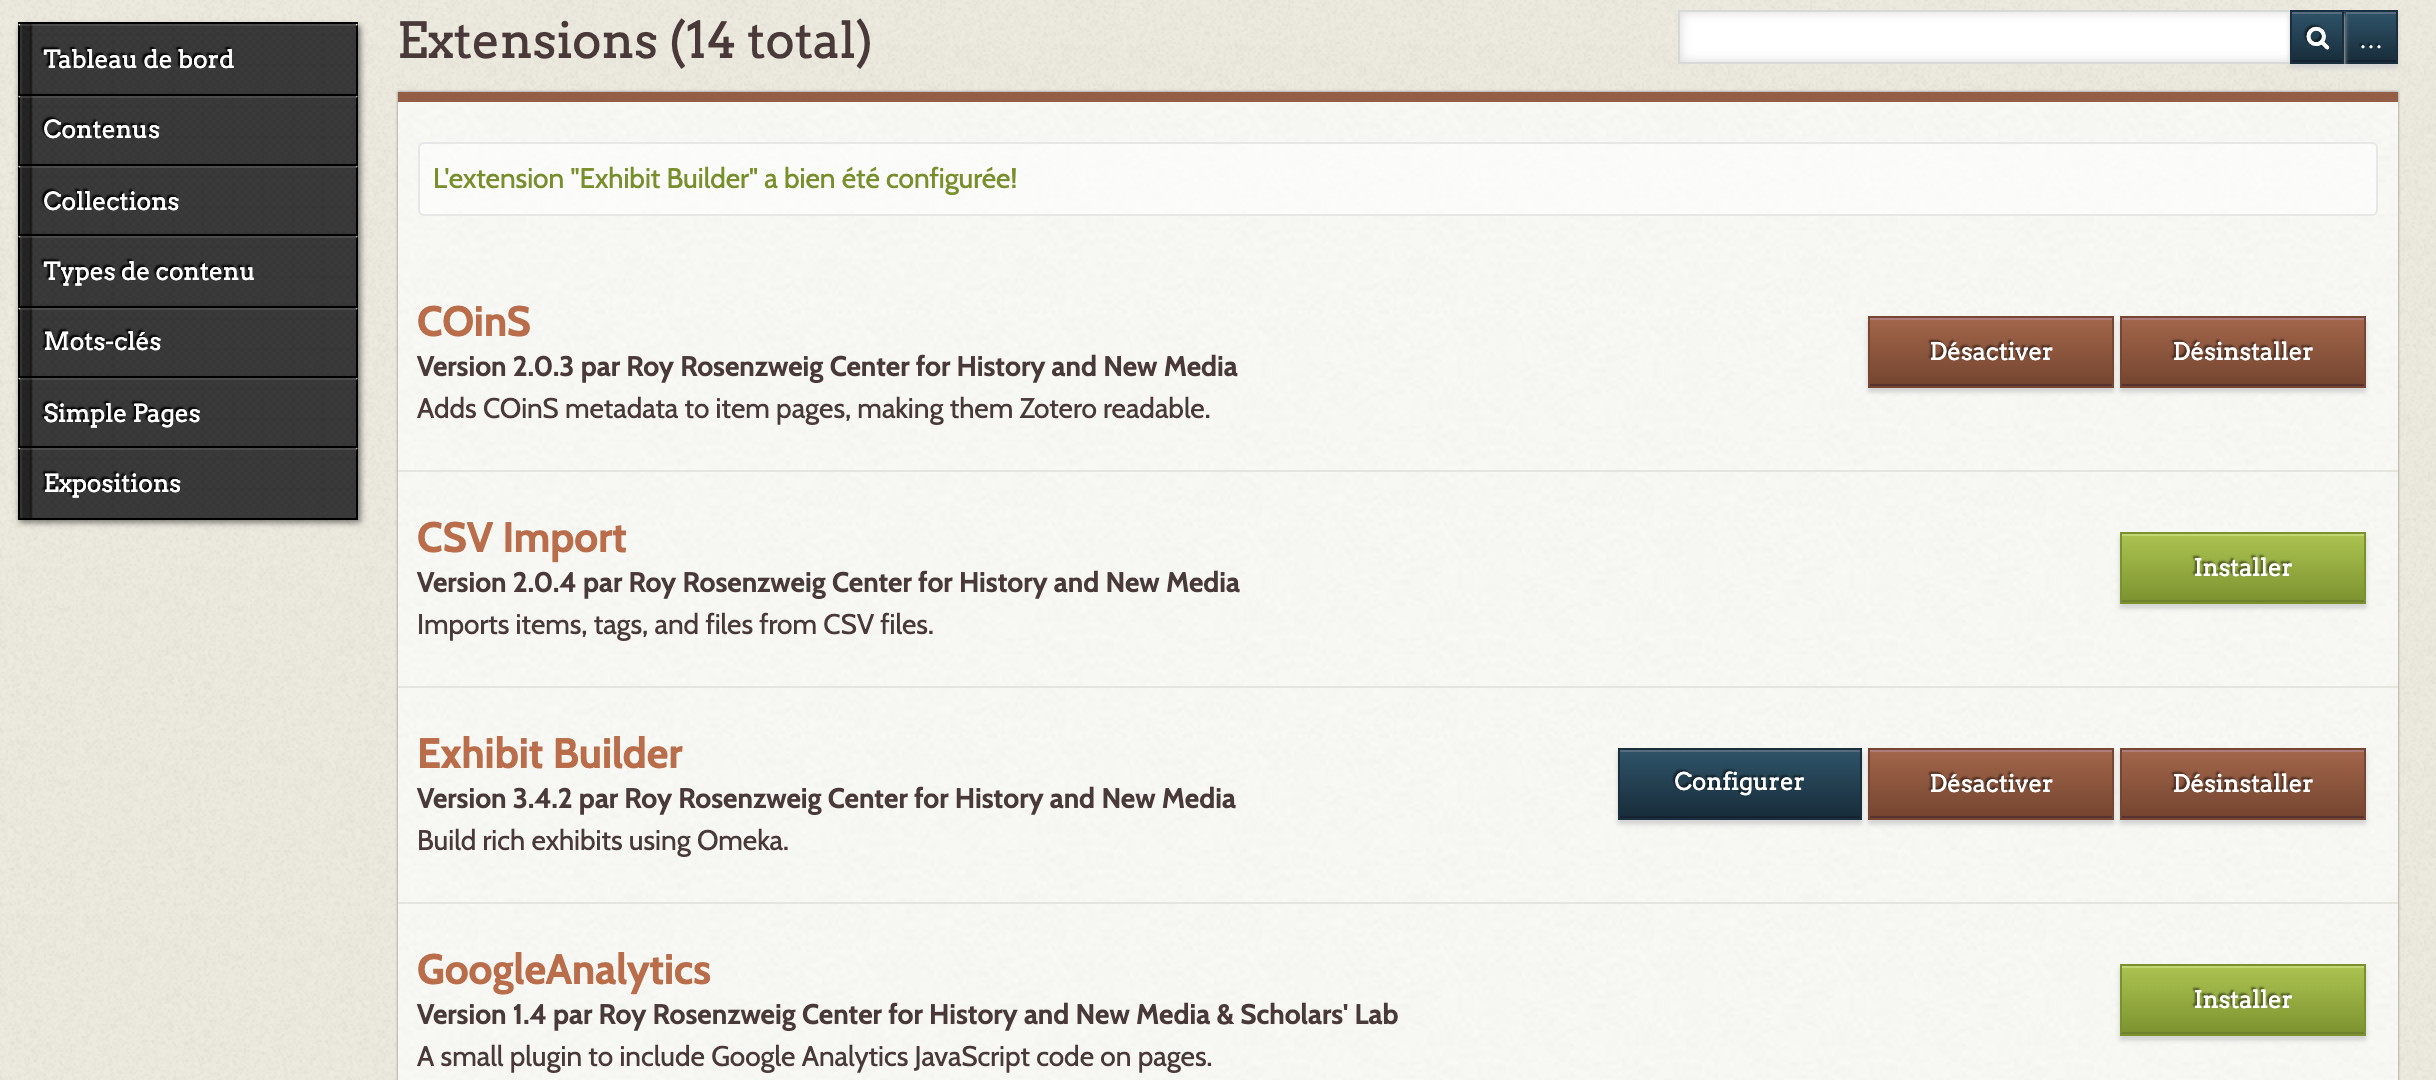 Tableau de bord
Contenus
Collections
Types de contenu
Mots-clés
Simple Pages
Expositions
Extensions (14 total)
...
L'extension "Exhibit Builder" a bien été configurée!
COinS
Version 2.0.3 par Roy Rosenzweig Center for History and New Media
Adds COinS metadata to item pages, making them Zotero readable.
Désactiver
Désinstaller
CSV Import
Version 2.0.4 par Roy Rosenzweig Center for History and New Media
Imports items, tags, and files from CSV files.
Installer
Exhibit Builder
Version 3.4.2 par Roy Rosenzweig Center for History and New Media
Build rich exhibits using Omeka.
Configurer
Désactiver
Désinstaller
GoogleAnalytics
Version 1.4 par Roy Rosenzweig Center for History and New Media & Scholars' Lab
A small plugin to include Google Analytics JavaScript code on pages.
Installer